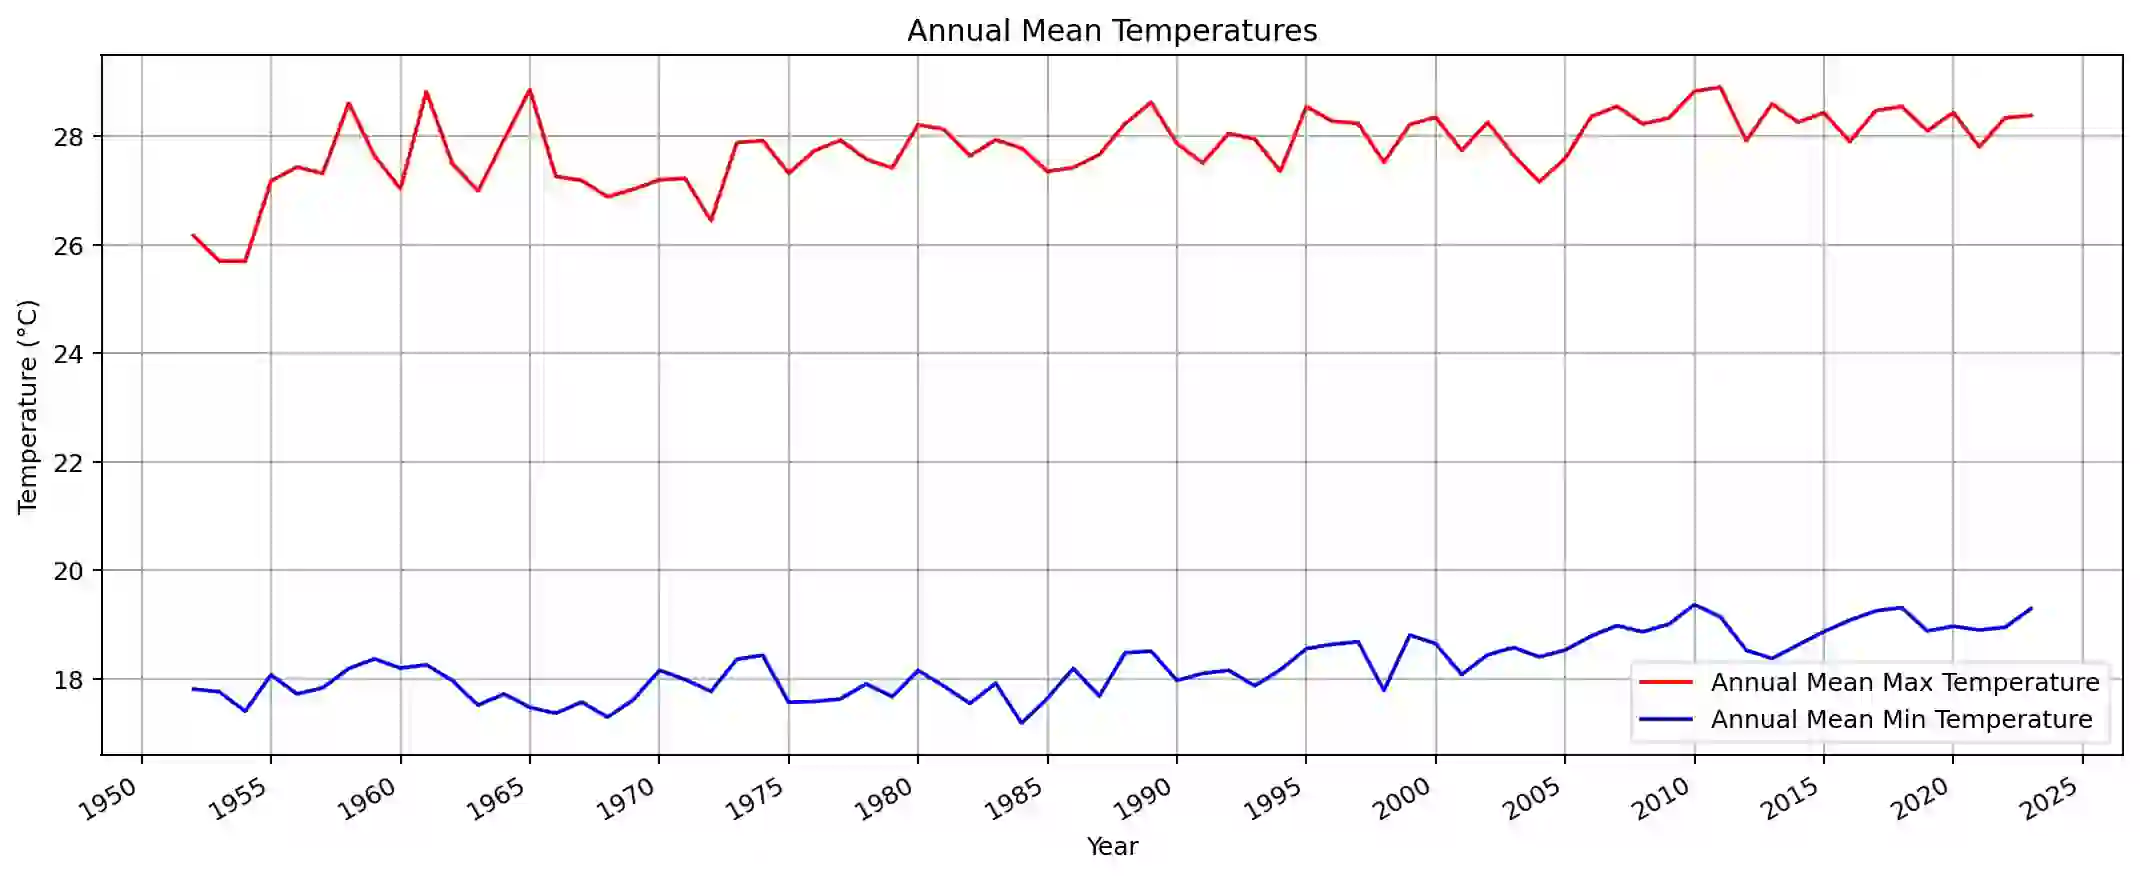 Annual Mean Temperatures
28
26
24
22
20
18
Temperature (°C)
Annual Mean Max Temperature
Annual Mean Min Temperature
1950 1955 1960 1965 1970 1975 1980 1985 1990 1995 2000 2005 2010 2015 2020 2025
Year